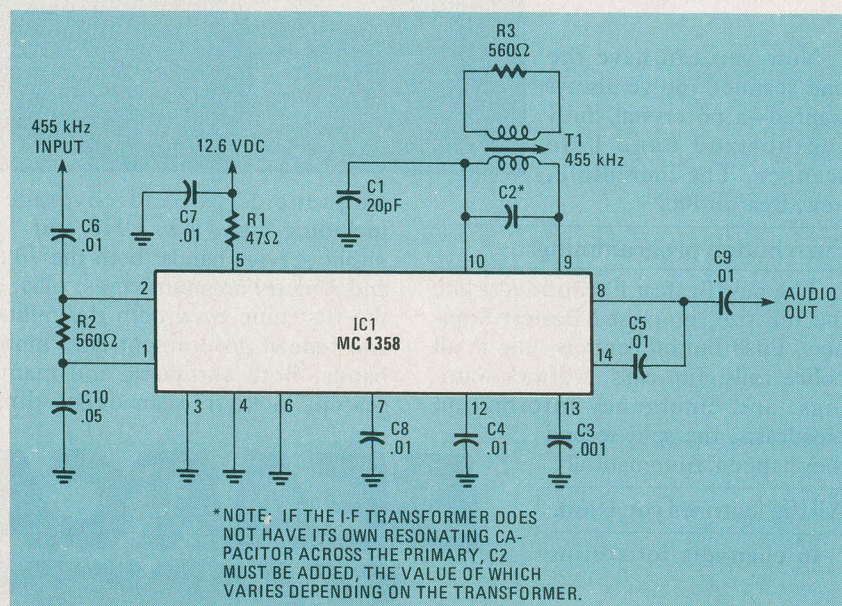 R3
560Ω
455 kHz
INPUT
12.6 VDC
T1
455 kHz
C1
20pF
C2*
C7
.01
R1
47Ω
C6
.01
C9
.01
5
10
9
2
8
AUDIO
OUT
R2
560Ω
IC1
MC 1358
C5
.01
1
14
C10
.05
3
4
6
7
12
13
C8
.01
C4
.01
C3
.001
*NOTE: IF THE I-F TRANSFORMER DOES
NOT HAVE ITS OWN RESONATING CA-
PACITOR ACROSS THE PRIMARY, C2
MUST BE ADDED, THE VALUE OF WHICH
VARIES DEPENDING ON THE TRANSFORMER.